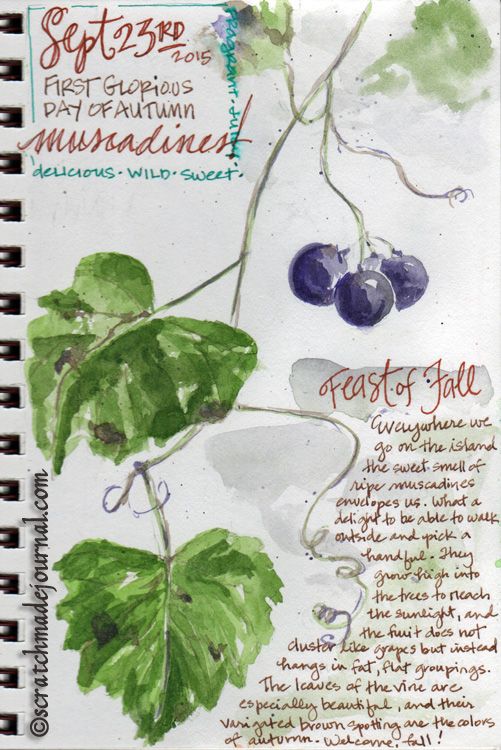 Sept 23RD
2015
FIRST GLORIOUS
DAY OF AUTUMN
muscadines!
delicious. WILD. sweet.
FRAGRANT. JUICY
Feast of Fall
Everywhere we
go on the island
the sweet smell of
ripe muscadines
envelopes us. What a
delight to be able to walk
outside and pick a
handful. They
grow high into
the trees to reach
the sunlight, and
the fruit does not
cluster like grapes but instead
hangs in fat, flat groupings.
The leaves of the vine are
especially beautiful, and their
varigated brown spotting are the colors
of autumn. Welcome, fall!
©scratchmadejournal.com